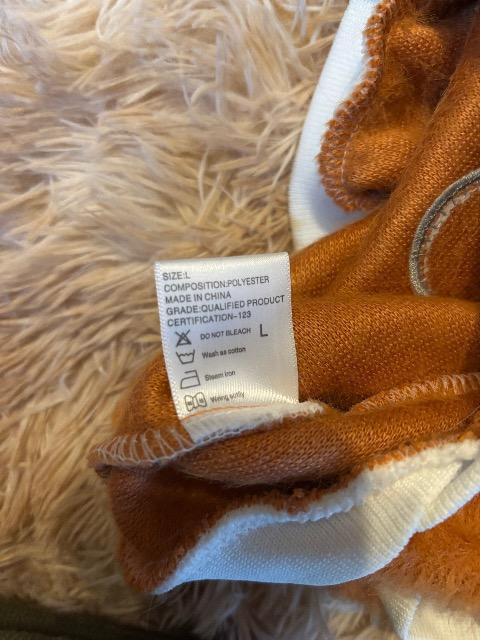 SIZE:L
COMPOSITION:POLYESTER
MADE IN CHINA
GRADE:QUALIFIED PRODUCT
CERTIFICATION-123
DO NOT BLEACH L
Wash as cotton
Steam iron
Wring softly